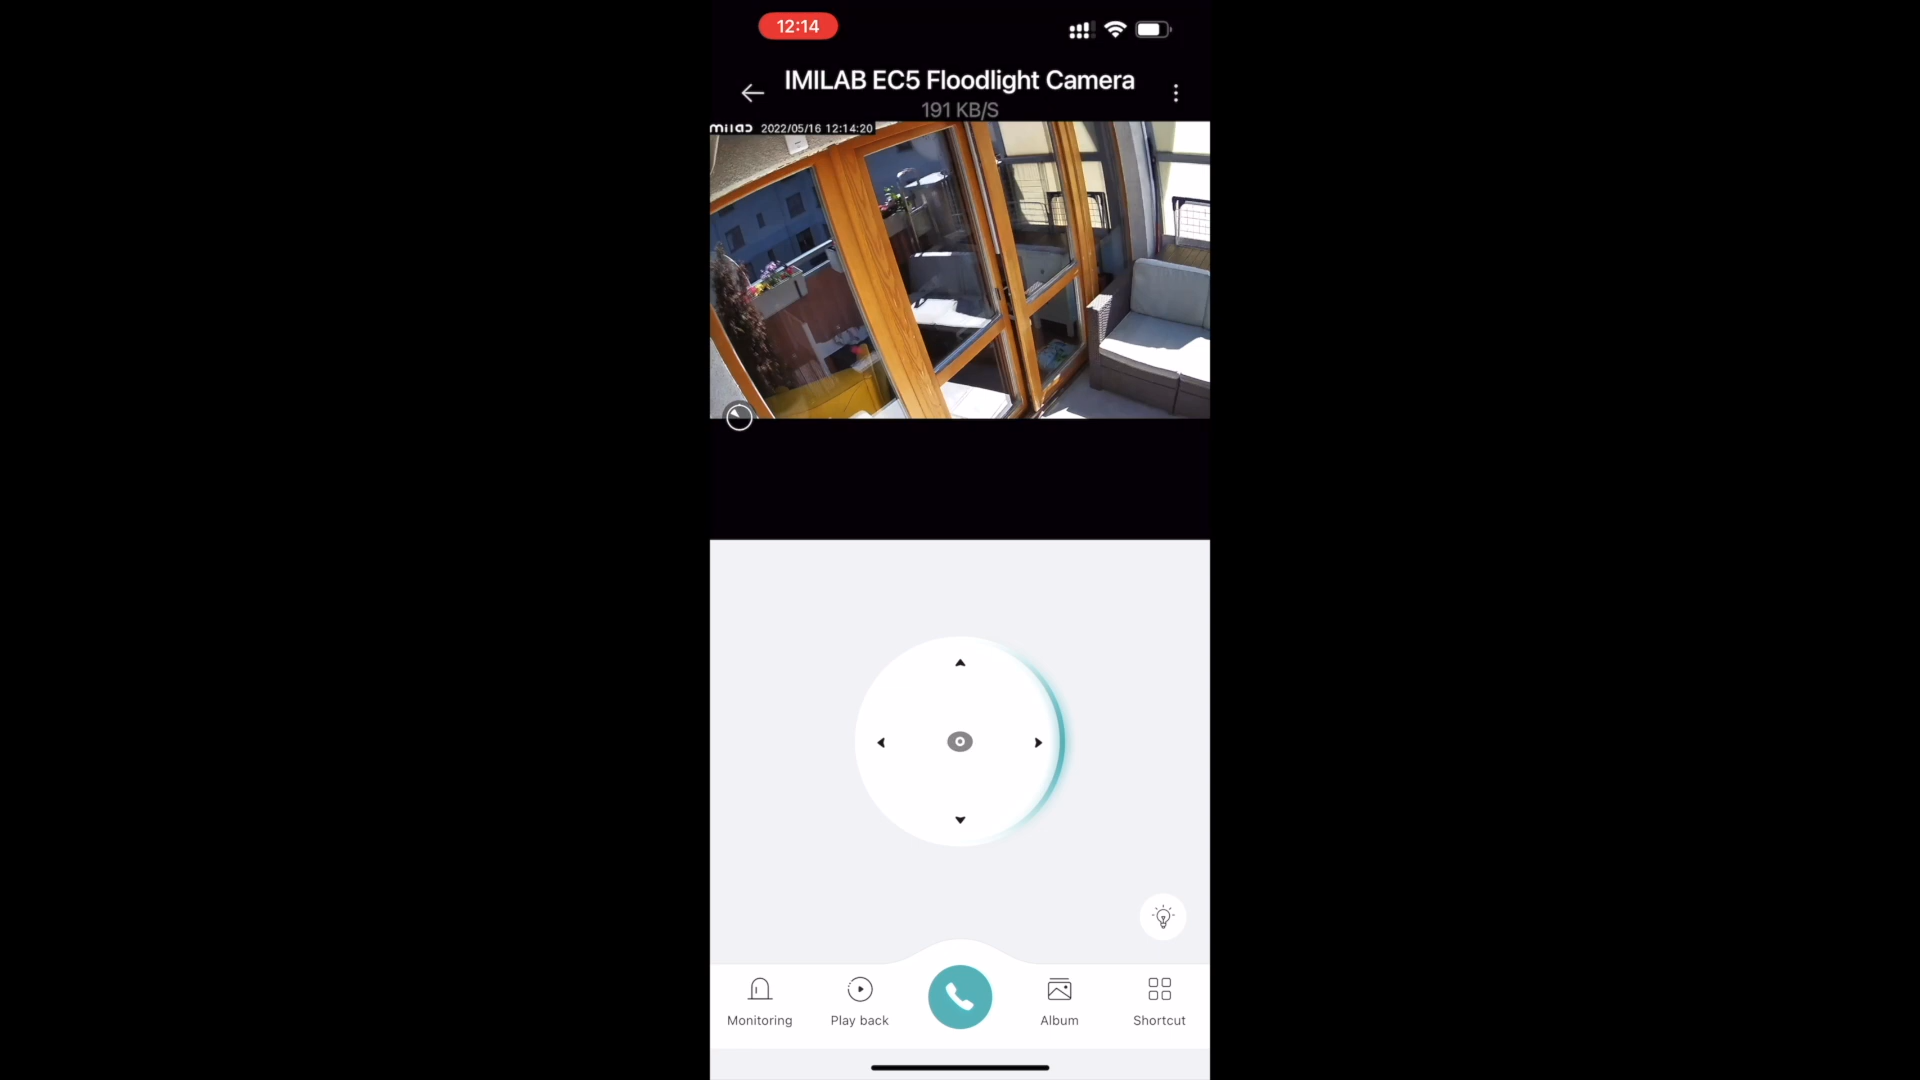 12:14
IMILAB EC5 Floodlight Camera
191 KB/S
milab 2022/05/16 12:14:20
Monitoring
Play back
Album
Shortcut